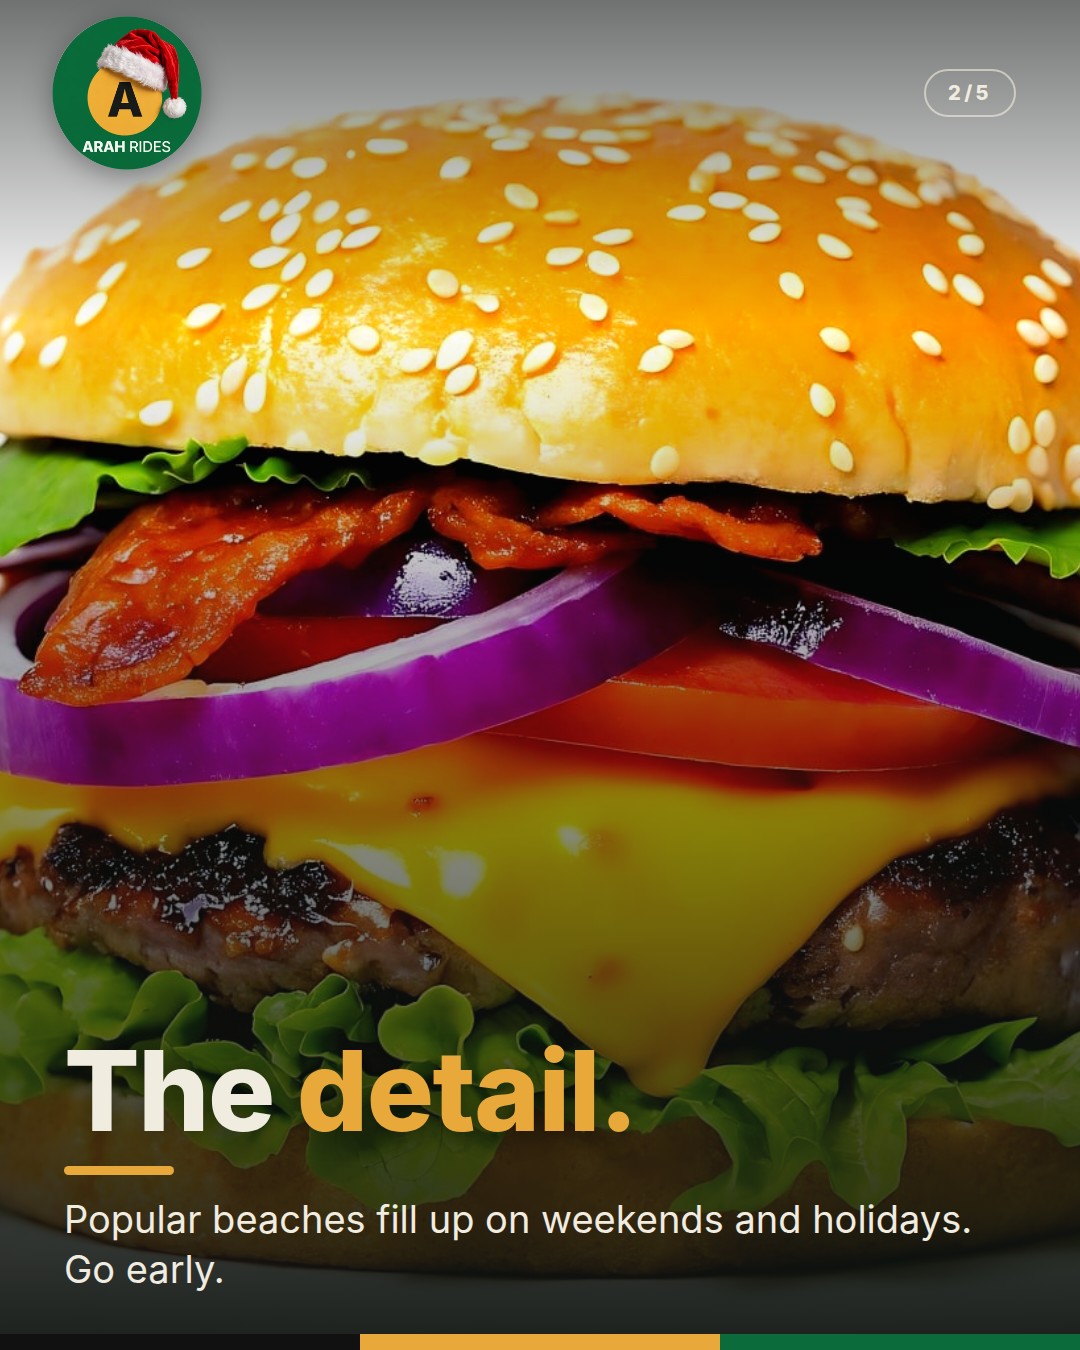 A
ARAH RIDES
2/5
The detail.
Popular beaches fill up on weekends and holidays.
Go early.